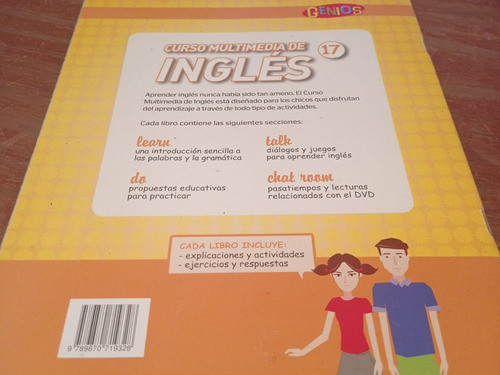 GENIOS
CURSO MULTIMEDIA DE
INGLÉS 17
Aprender inglés nunca había sido tan ameno. El Curso
Multimedia de Inglés está diseñado para los chicos que disfrutan
del aprendizaje a través de todo tipo de actividades.
Cada libro contiene las siguientes secciones:
learn
una introducción sencilla a
las palabras y la gramática
talk
diálogos y juegos
para aprender inglés
do
propuestas educativas
para practicar
chat room
pasatiempos y lecturas
relacionados con el DVD
CADA LIBRO INCLUYE:
- explicaciones y actividades
- ejercicios y respuestas
9 789870 719328